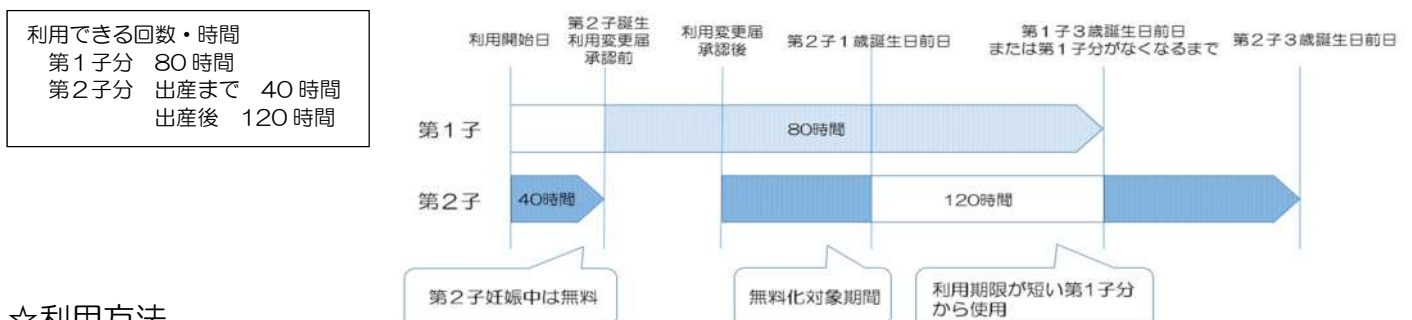 利用できる回数・時間
第1子分 80時間
第2子分 出産まで 40時間
出産後 120時間
利用開始日
第2子誕生
利用変更届
承認前
利用変更届
承認後
第2子1歳誕生日前日
第1子3歳誕生日前日
または第1子分がなくなるまで
第2子3歳誕生日前日
第1子
80時間
第2子
40時間
120時間
第2子妊娠中は無料
無料化対象期間
利用期限が短い第1子分
から使用
☆利用方法